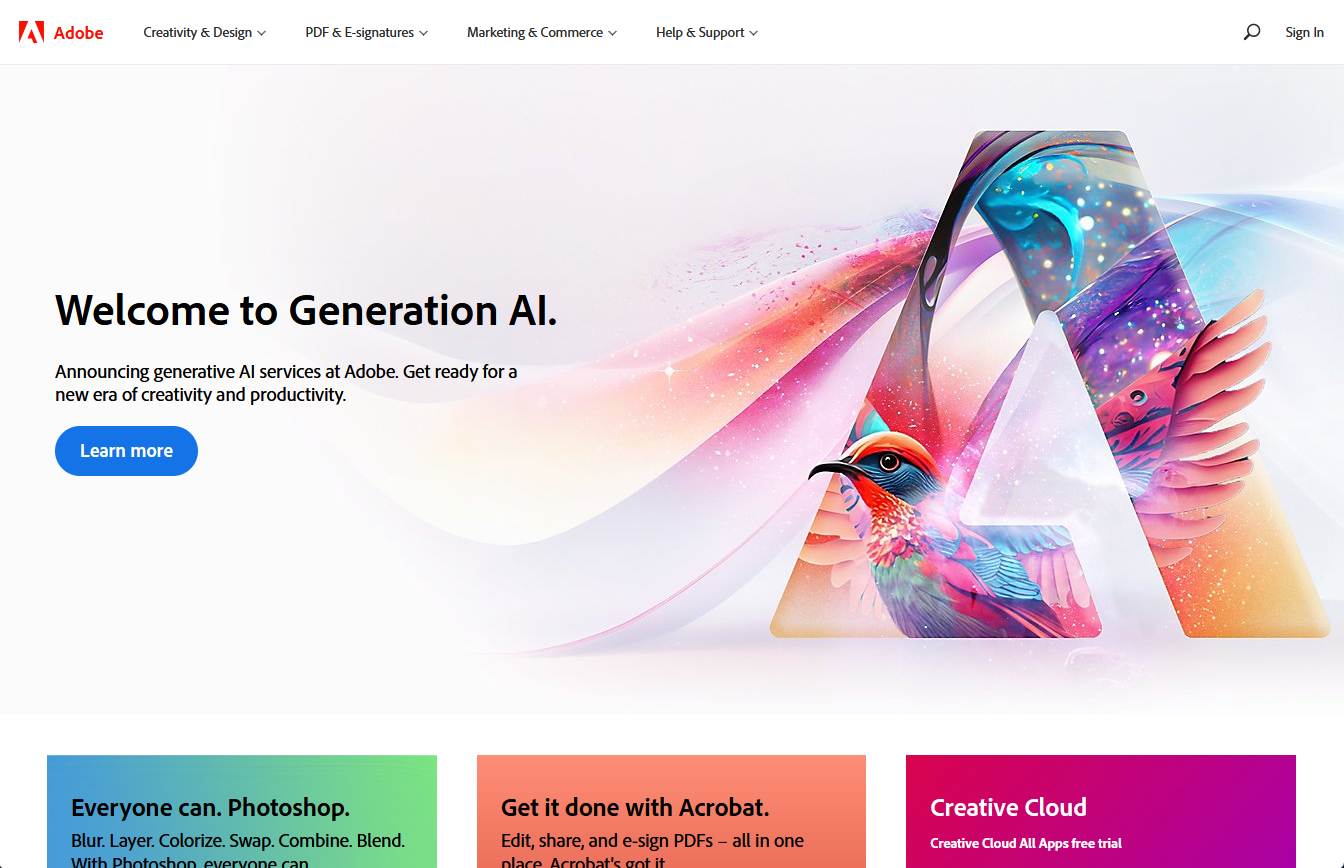 Adobe
Creativity & Design
PDF & E-signatures
Marketing & Commerce
Help & Support
Sign In
Welcome to Generation AI.
Announcing generative AI services at Adobe. Get ready for a
new era of creativity and productivity.
Learn more
Everyone can. Photoshop.
Blur. Layer. Colorize. Swap. Combine. Blend.
With Photoshop, everyone can.
Get it done with Acrobat.
Edit, share, and e-sign PDFs – all in one
place. Acrobat's got it.
Creative Cloud
Creative Cloud All Apps free trial